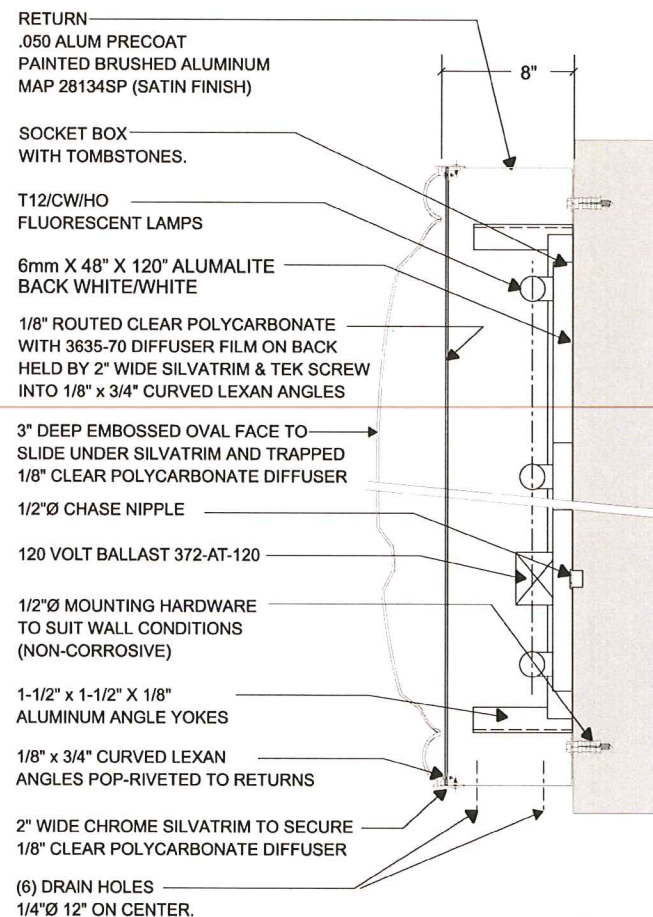 RETURN
.050 ALUM PRECOAT
PAINTED BRUSHED ALUMINUM
MAP 28134SP (SATIN FINISH)
8"
SOCKET BOX
WITH TOMBSTONES.
T12/CW/HO
FLUORESCENT LAMPS
6mm X 48" X 120" ALUMALITE
BACK WHITE/WHITE
1/8" ROUTED CLEAR POLYCARBONATE
WITH 3635-70 DIFFUSER FILM ON BACK
HELD BY 2" WIDE SILVATRIM & TEK SCREW
INTO 1/8" x 3/4" CURVED LEXAN ANGLES
3" DEEP EMBOSSED OVAL FACE TO
SLIDE UNDER SILVATRIM AND TRAPPED
1/8" CLEAR POLYCARBONATE DIFFUSER
1/2"Ø CHASE NIPPLE
120 VOLT BALLAST 372-AT-120
1/2"Ø MOUNTING HARDWARE
TO SUIT WALL CONDITIONS
(NON-CORROSIVE)
1-1/2" x 1-1/2" X 1/8"
ALUMINUM ANGLE YOKES
1/8" x 3/4" CURVED LEXAN
ANGLES POP-RIVETED TO RETURNS
2" WIDE CHROME SILVATRIM TO SECURE
1/8" CLEAR POLYCARBONATE DIFFUSER
(6) DRAIN HOLES
1/4"Ø 12" ON CENTER.